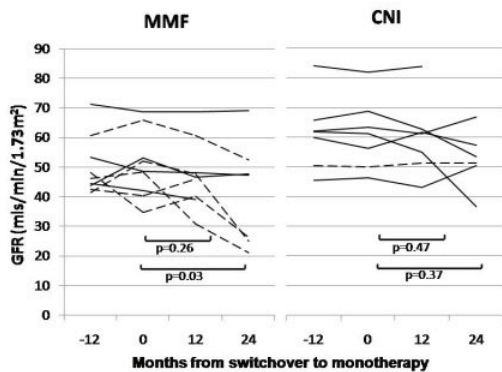 MMF CNI
90
80
70
60
50
40
30
20
10
0
GFR (mls/min/1.73m²)
p=0.26
p=0.03
p=0.47
p=0.37
-12 0 12 24 -12 0 12 24
Months from switchover to monotherapy